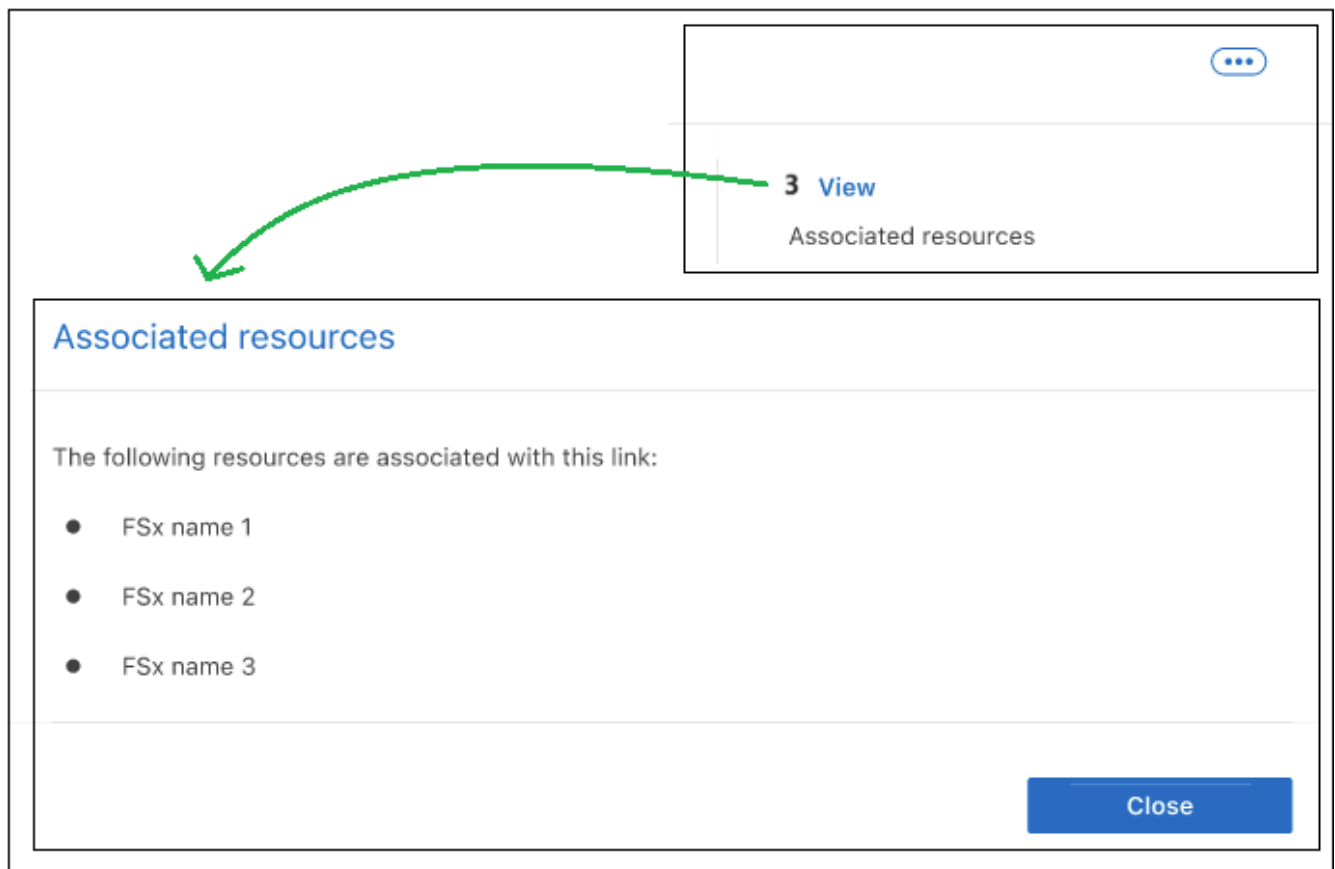 3 View
Associated resources
Associated resources
The following resources are associated with this link:
● FSx name 1
● FSx name 2
● FSx name 3
Close